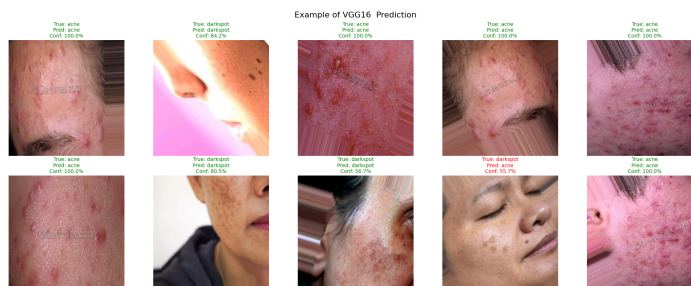 Example of VGG16 Prediction
True: acne
Pred: acne
Conf: 100.0%
True: darkspot
Pred: darkspot
Conf: 84.2%
True: acne
Pred: acne
Conf: 100.0%
True: acne
Pred: acne
Conf: 100.0%
True: acne
Pred: acne
Conf: 100.0%
True: acne
Pred: acne
Conf: 100.0%
True: darkspot
Pred: darkspot
Conf: 80.5%
True: darkspot
Pred: darkspot
Conf: 56.7%
True: darkspot
Pred: acne
Conf: 55.7%
True: acne
Pred: acne
Conf: 100.0%